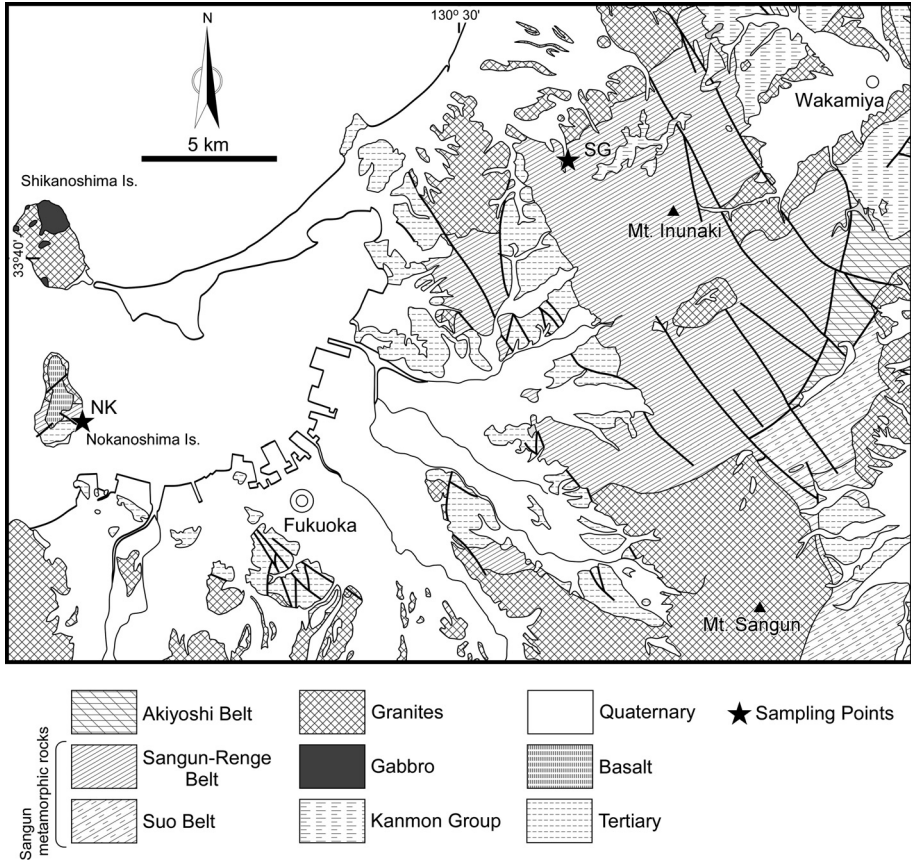 N
130º 30'
5 km
Wakamiya
SG
Shikanoshima Is.
Mt. Inunaki
33º40'
NK
Nokanoshima Is.
Fukuoka
Mt. Sangun
Akiyoshi Belt
Granites
Quaternary
Sampling Points
Sangun-Renge
Belt
Gabbro
Basalt
Suo Belt
Kanmon Group
Tertiary
Sangun
metamorphic rocks